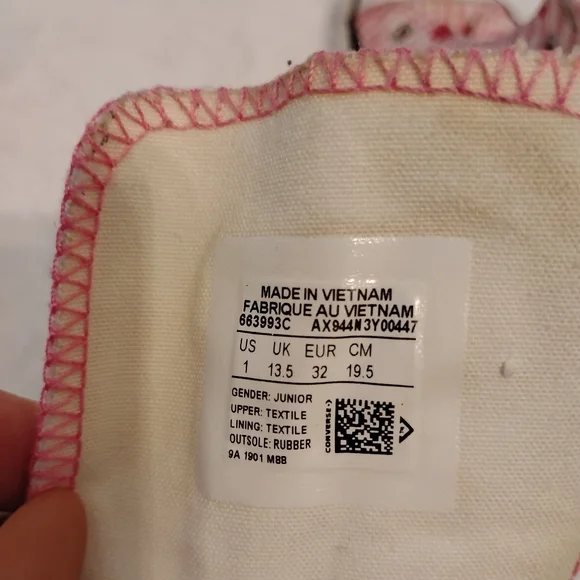 MADE IN VIETNAM
FABRIQUE AU VIETNAM
663993C AX944N3Y00447
US UK EUR CM
1 13.5 32 19.5
GENDER: JUNIOR
UPPER: TEXTILE
LINING: TEXTILE
OUTSOLE: RUBBER
9A 1901 MBB
CONVERSE